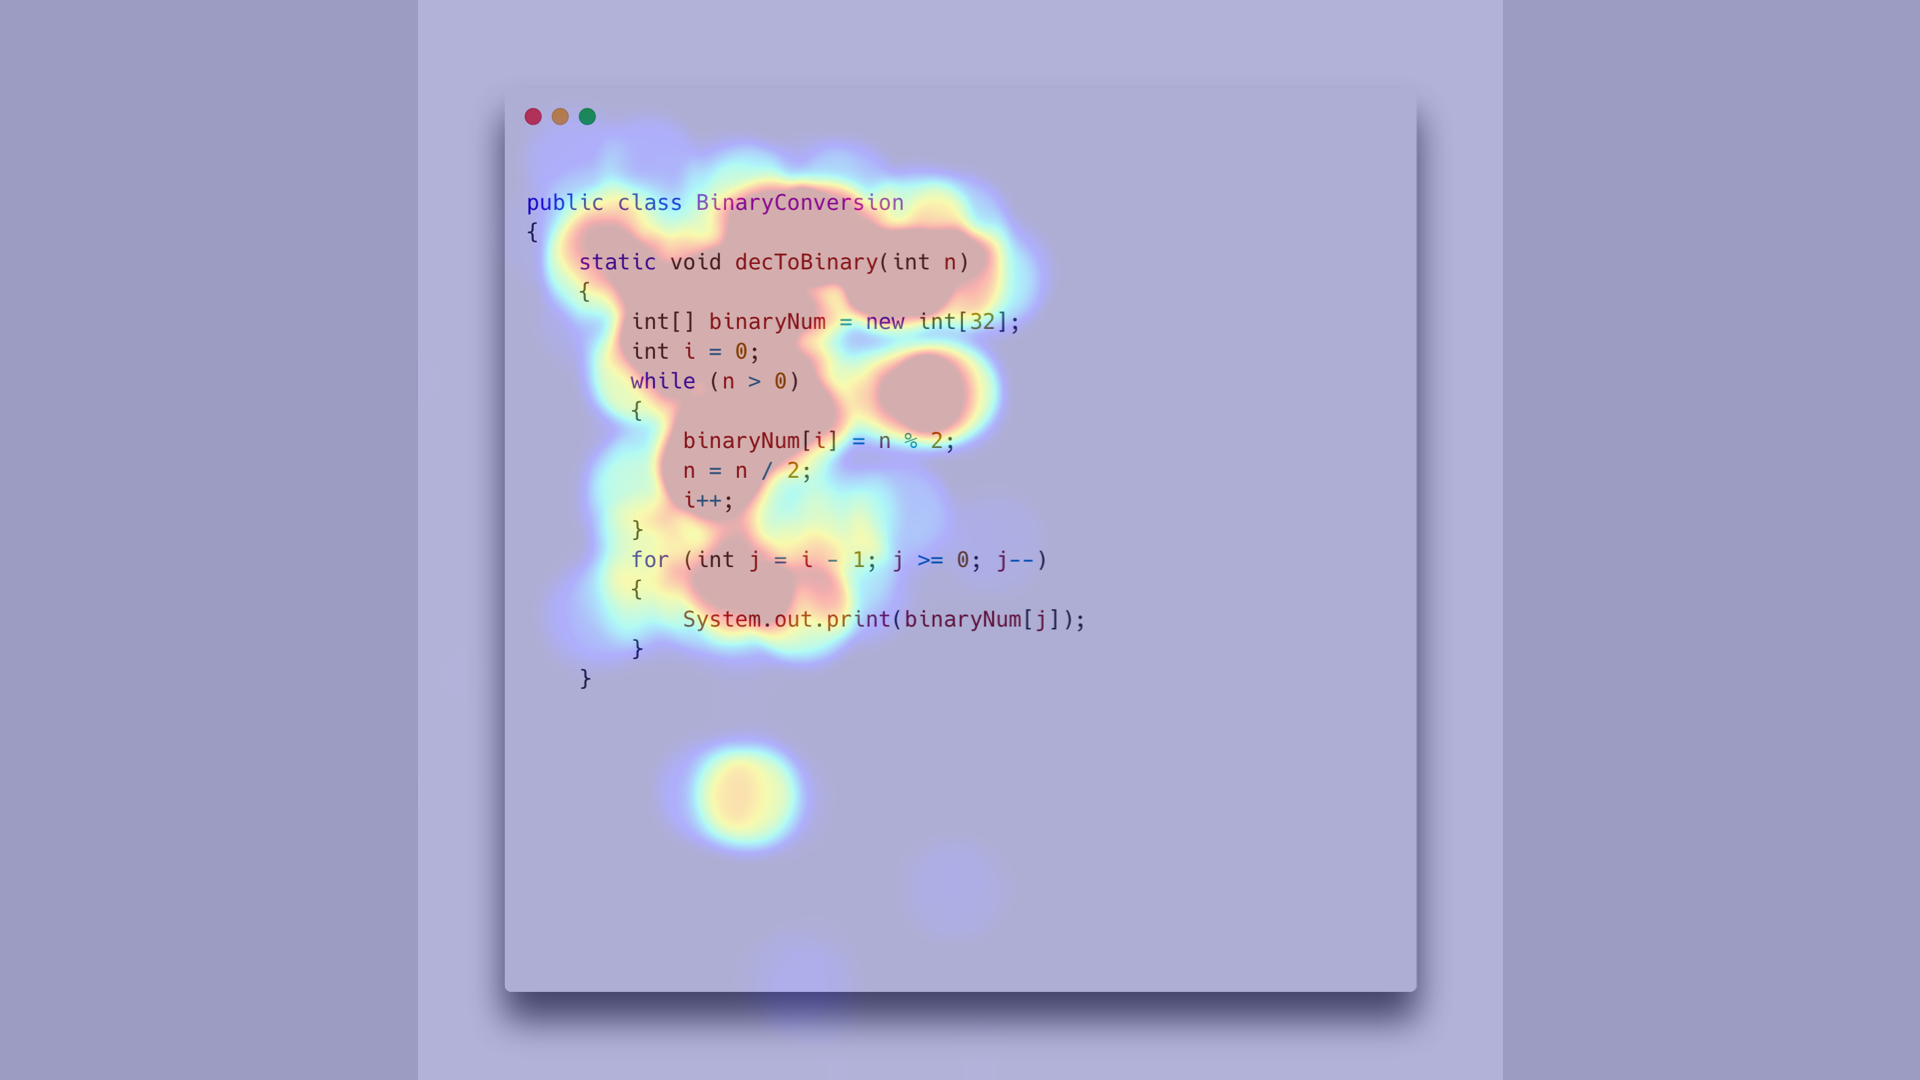 public class BinaryConversion
{
    static void decToBinary(int n)
    {
        int[] binaryNum = new int[32];
        int i = 0;
        while (n > 0)
        {
            binaryNum[i] = n % 2;
            n = n / 2;
            i++;
        }
        for (int j = i - 1; j >= 0; j--)
        {
            System.out.print(binaryNum[j]);
        }
    }